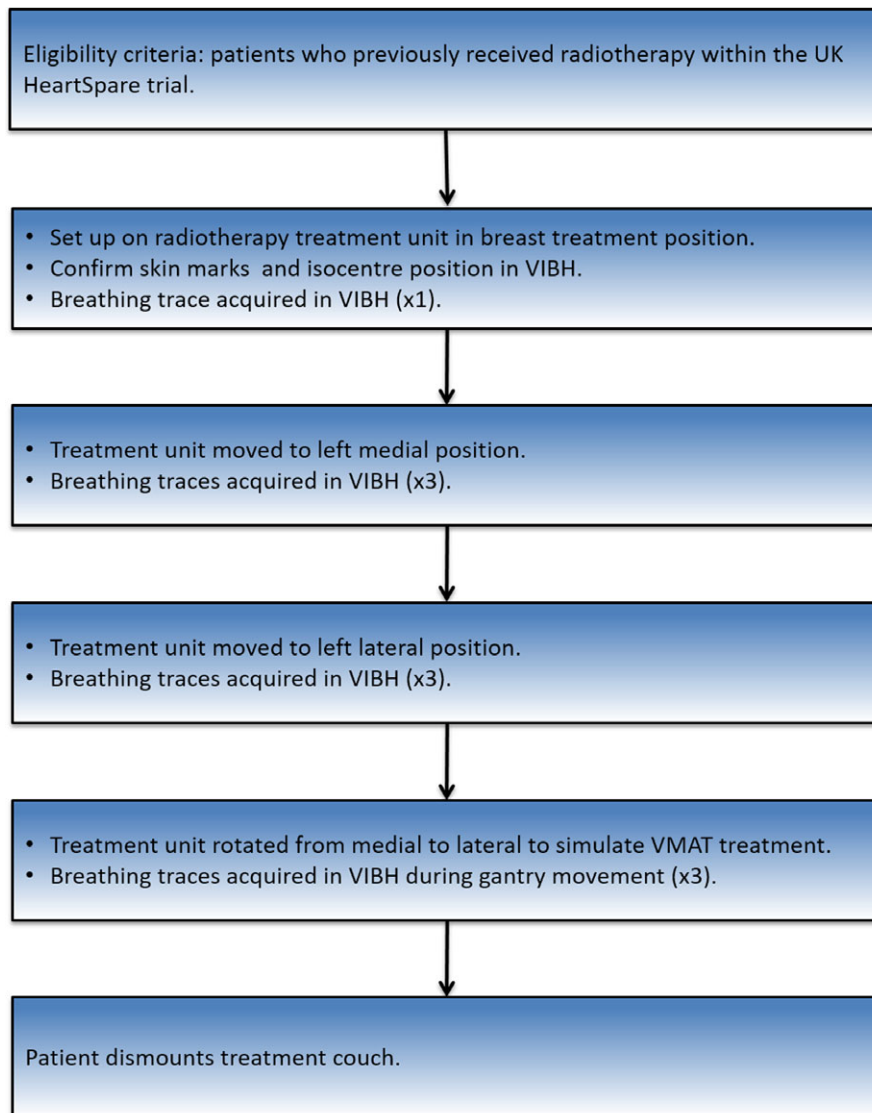 Eligibility criteria: patients who previously received radiotherapy within the UK
HeartSpare trial.
• Set up on radiotherapy treatment unit in breast treatment position.
• Confirm skin marks  and isocentre position in VIBH.
• Breathing trace acquired in VIBH (x1).
• Treatment unit moved to left medial position.
• Breathing traces acquired in VIBH (x3).
• Treatment unit moved to left lateral position.
• Breathing traces acquired in VIBH (x3).
• Treatment unit rotated from medial to lateral to simulate VMAT treatment.
• Breathing traces acquired in VIBH during gantry movement (x3).
Patient dismounts treatment couch.